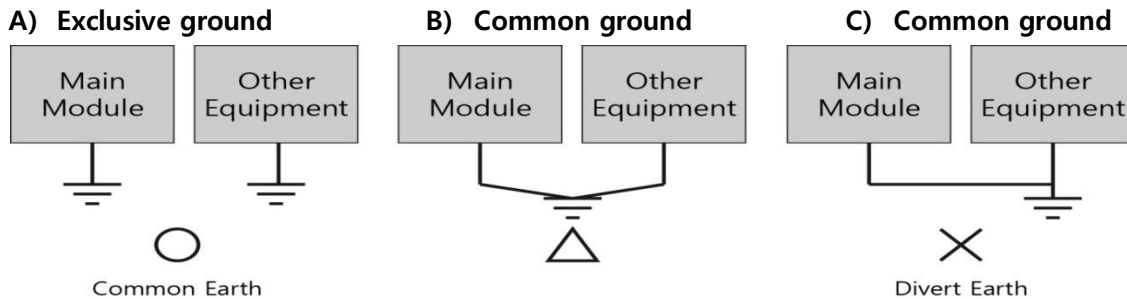 A) Exclusive ground
B) Common ground
C) Common ground
Main
Module
Other
Equipment
Main
Module
Other
Equipment
Main
Module
Other
Equipment
Common Earth
Divert Earth